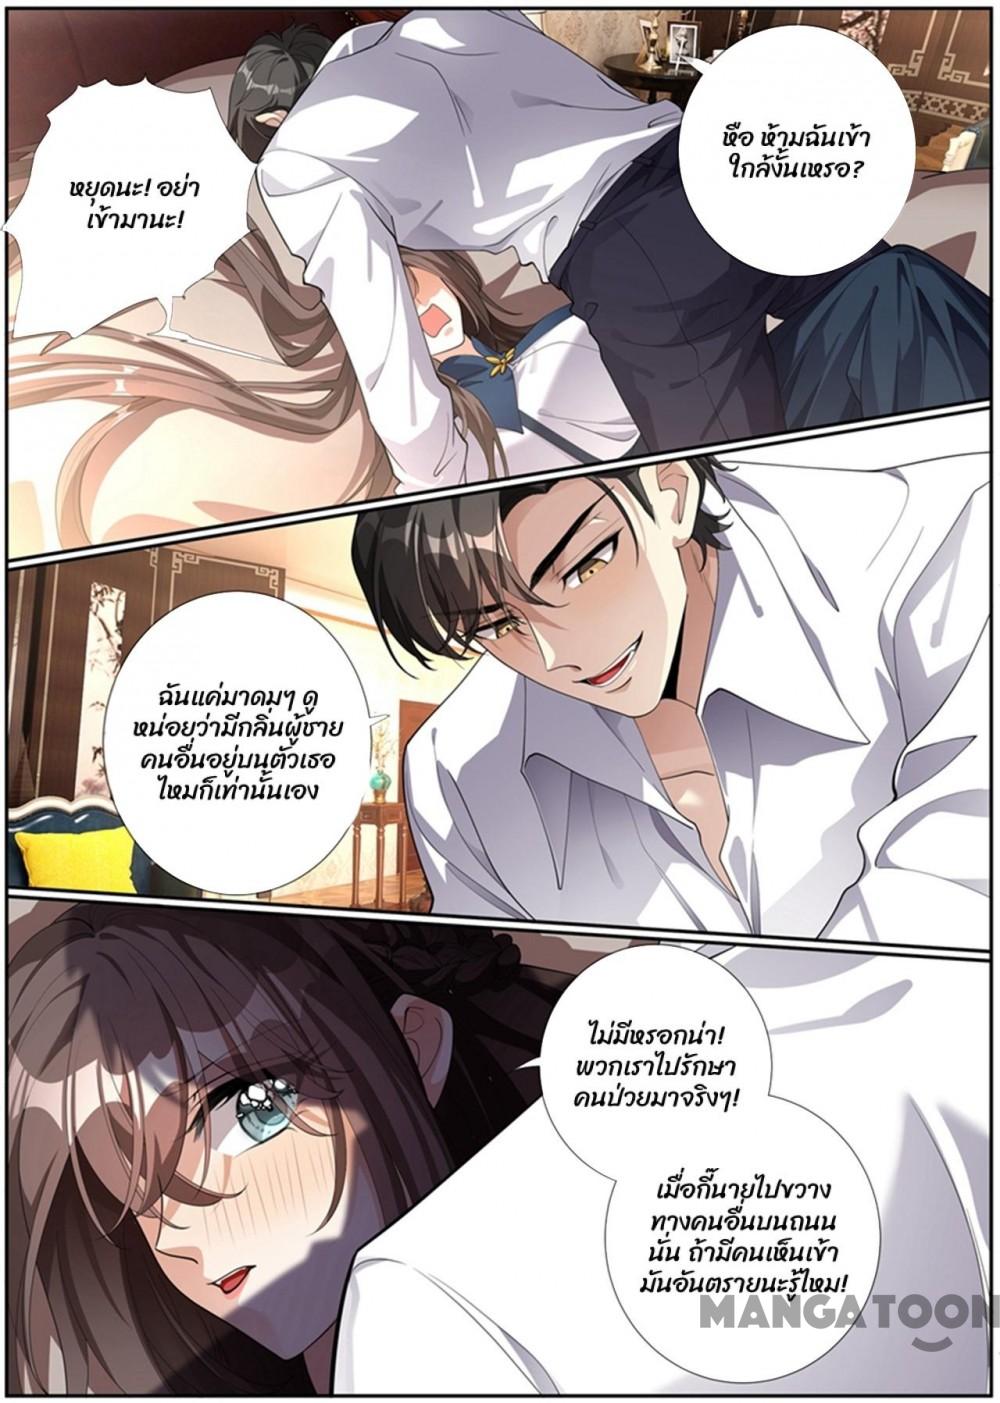 หยุดนะ! อย่า
เข้ามานะ!
หือ ห้ามฉันเข้า
ใกล้งั้นเหรอ?
ฉันแค่มาดมๆ ดู
หน่อยว่ามีกลิ่นผู้ชาย
คนอื่นอยู่บนตัวเธอ
ไหมก็เท่านั้นเอง
ไม่มีหรอกน่า!
พวกเราไปรักษา
คนป่วยมาจริงๆ!
เมื่อกี๊นายไปขวาง
ทางคนอื่นบนถนน
นั่น ถ้ามีคนเห็นเข้า
มันอันตรายนะรู้ไหม!
MANGATOON